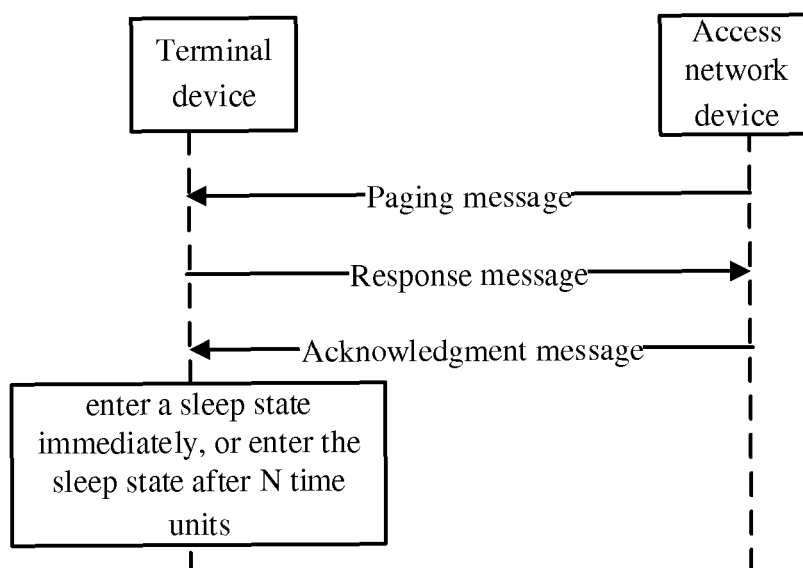 Terminal
device
Access
network
device
Paging message
Response message
Acknowledgment message
enter a sleep state
immediately, or enter the
sleep state after N time
units